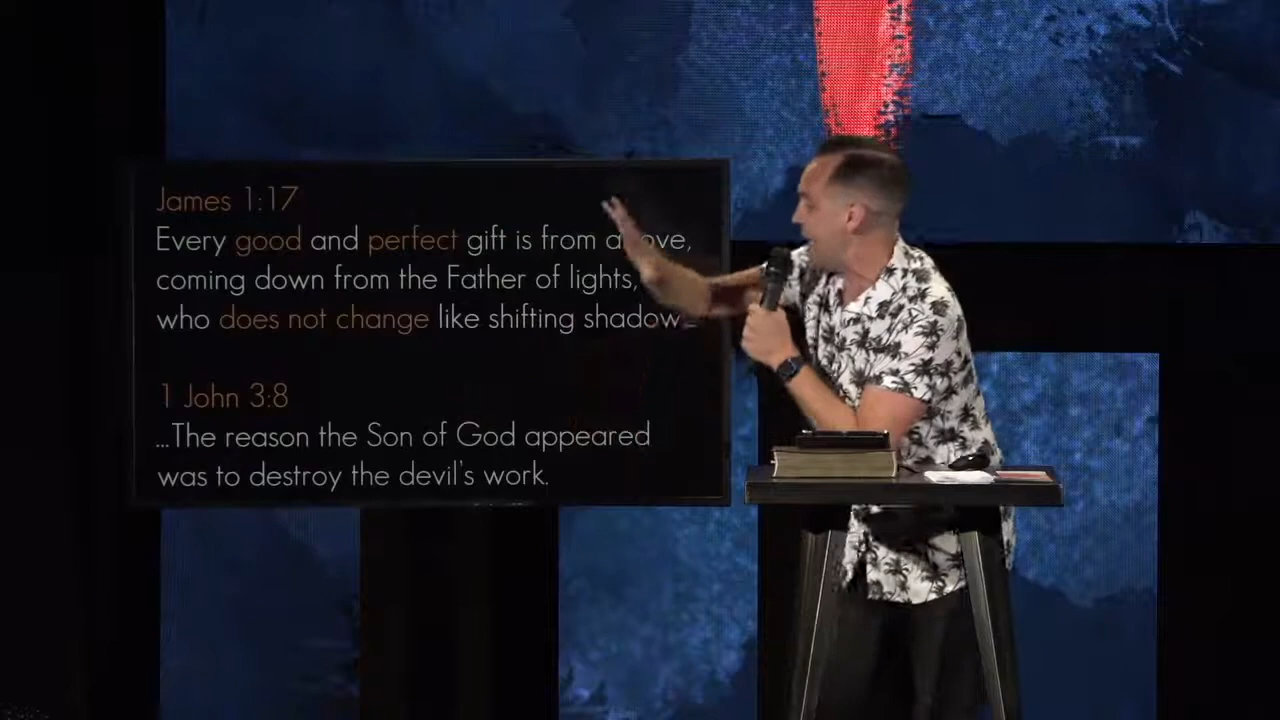 James 1:17
Every good and perfect gift is from above,
coming down from the Father of lights,
who does not change like shifting shadows
1 John 3:8
...The reason the Son of God appeared
was to destroy the devil's work.